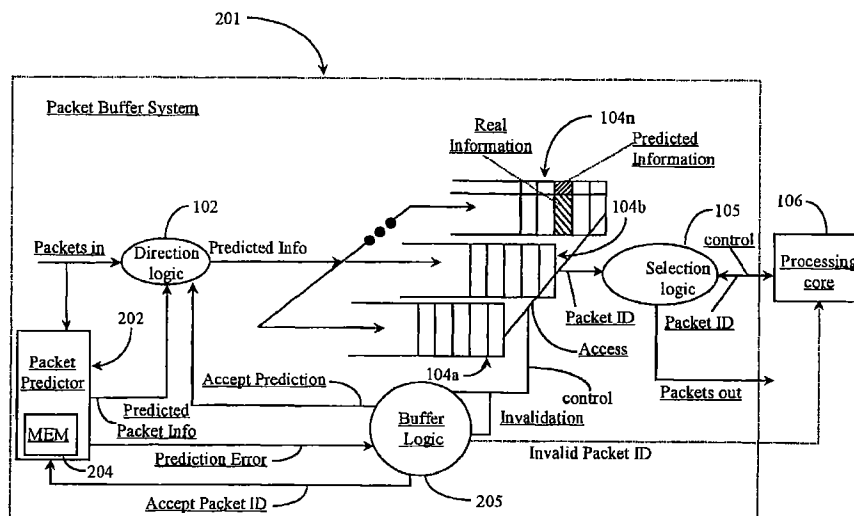 201
Packet Buffer System
Real
Information
104n
Predicted
Information
102
Packets in
Direction
logic
Predicted Info
104b
105
106
Selection
logic
control
Processing
core
Packet ID
Packet ID
202
Packet
Predictor
Access
104a
Accept Prediction
control
Packets out
Predicted
Packet Info
Buffer
Logic
Invalidation
MEM
204
Prediction Error
Invalid Packet ID
Accept Packet ID
205